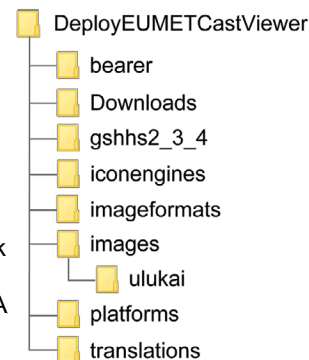 DeployEUMETCastViewer
bearer
Downloads
gshhs2_3_4
iconengines
imageformats
k images
ulukai
A platforms
translations